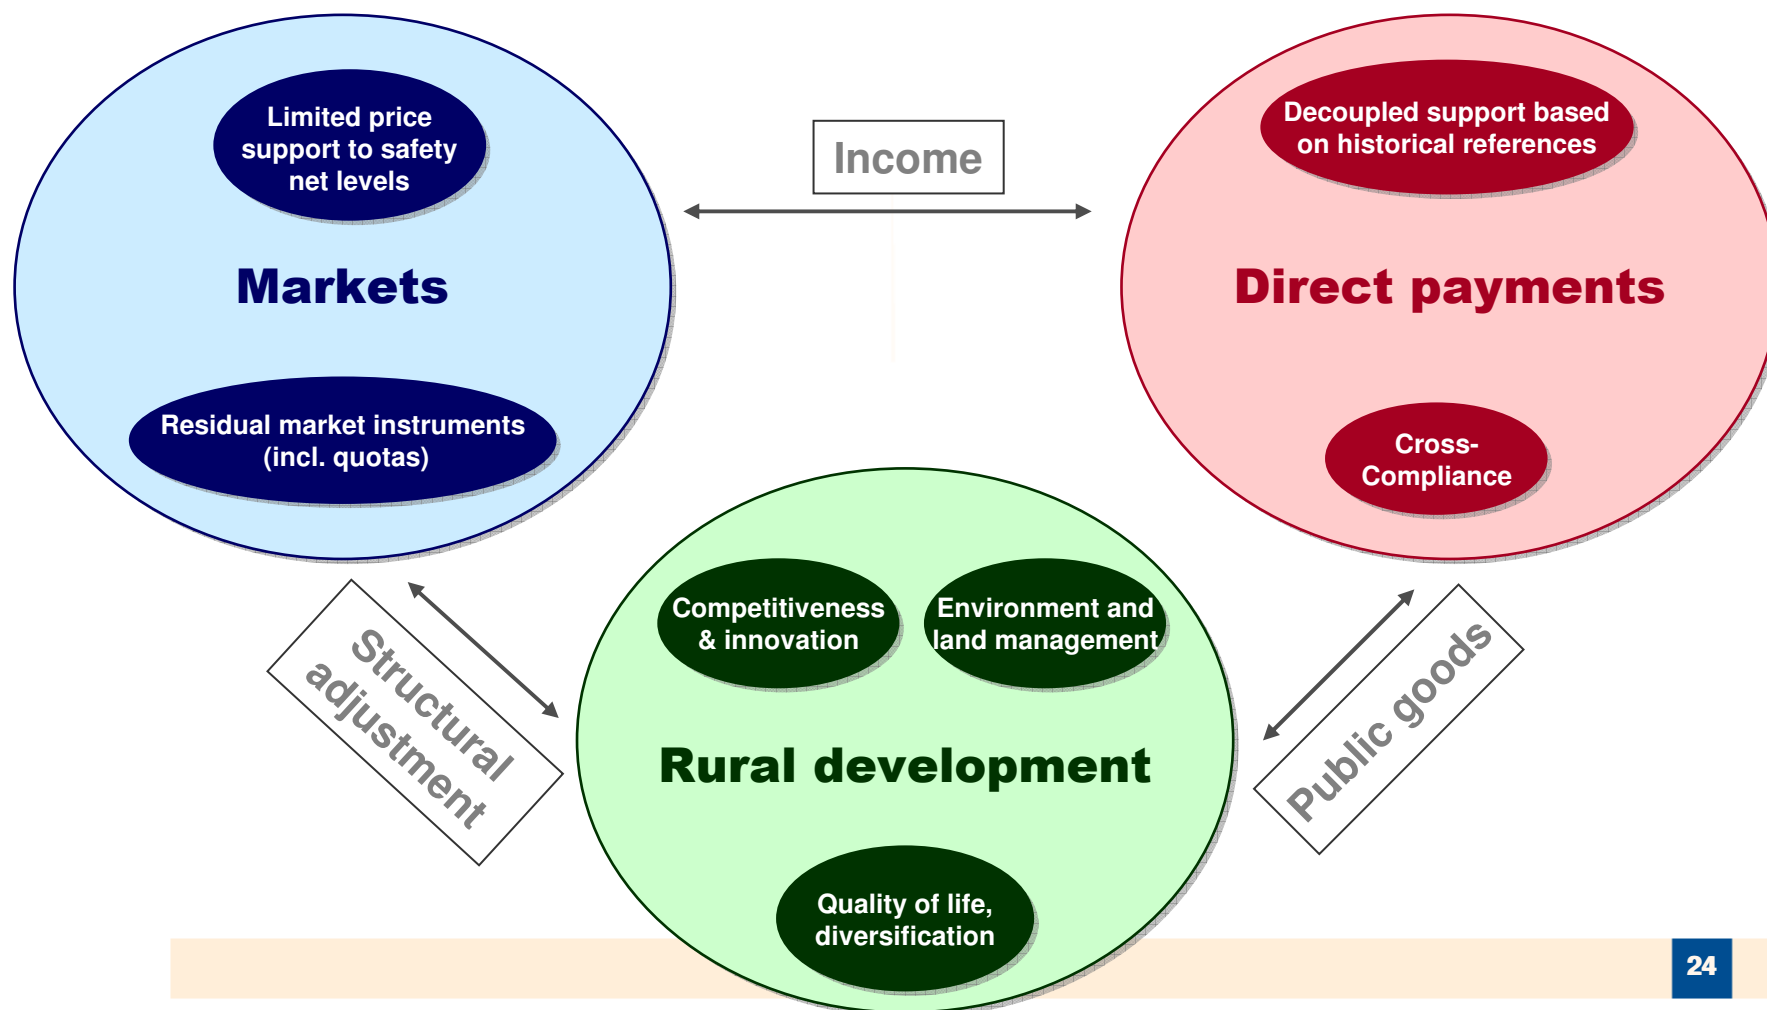 Limited price
support to safety
net levels
Markets
Residual market instruments
(incl. quotas)
Income
Decoupled support based
on historical references
Direct payments
Cross-
Compliance
Structural
adjustment
Competitiveness
& innovation
Environment and
land management
Rural development
Quality of life,
diversification
Public goods
24